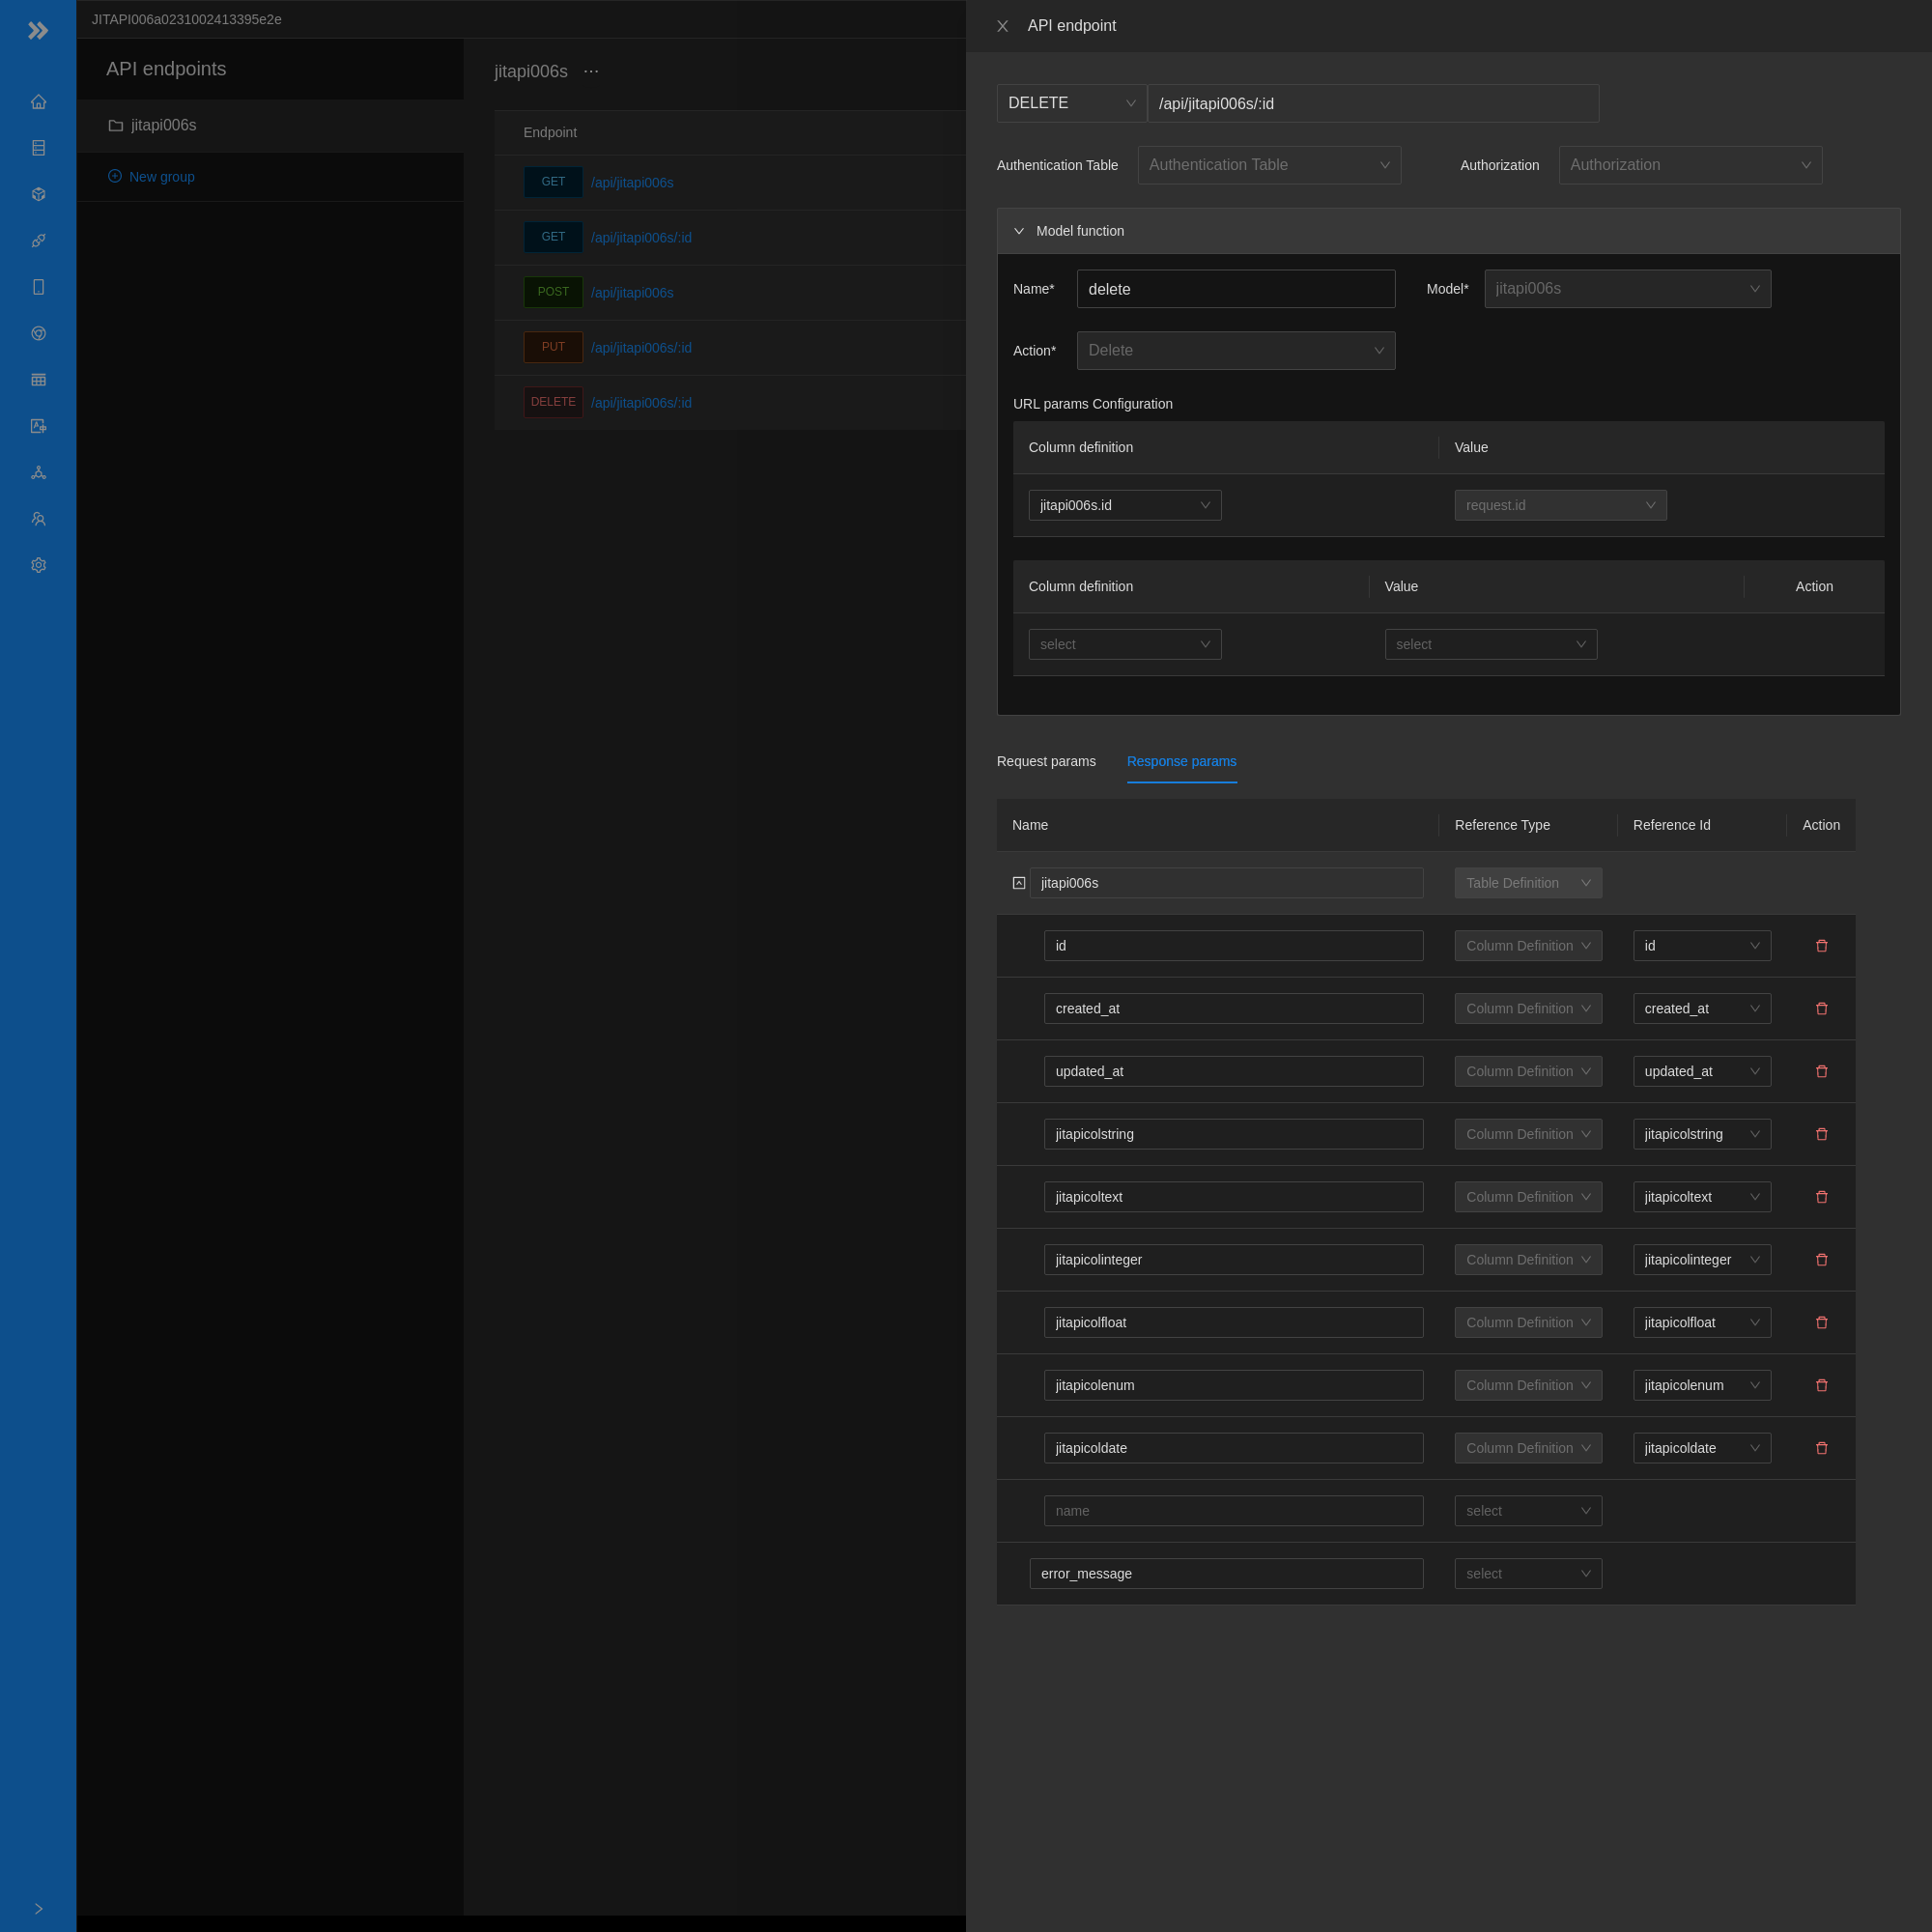 JITAPI006a0231002413395e2e
API endpoints
jitapi006s
New group
jitapi006s ...
Endpoint
GET /api/jitapi006s
GET /api/jitapi006s/:id
POST /api/jitapi006s
PUT /api/jitapi006s/:id
DELETE /api/jitapi006s/:id
API endpoint
DELETE /api/jitapi006s/:id
Authentication Table Authentication Table Authorization Authorization
Model function
Name* delete Model* jitapi006s
Action* Delete
URL params Configuration
Column definition Value
jitapi006s.id request.id
Column definition Value Action
select select
Request params Response params
Name Reference Type Reference Id Action
jitapi006s Table Definition
id Column Definition id
created_at Column Definition created_at
updated_at Column Definition updated_at
jitapicolstring Column Definition jitapicolstring
jitapicoltext Column Definition jitapicoltext
jitapicolinteger Column Definition jitapicolinteger
jitapicolfloat Column Definition jitapicolfloat
jitapicolenum Column Definition jitapicolenum
jitapicoldate Column Definition jitapicoldate
name select
error_message select